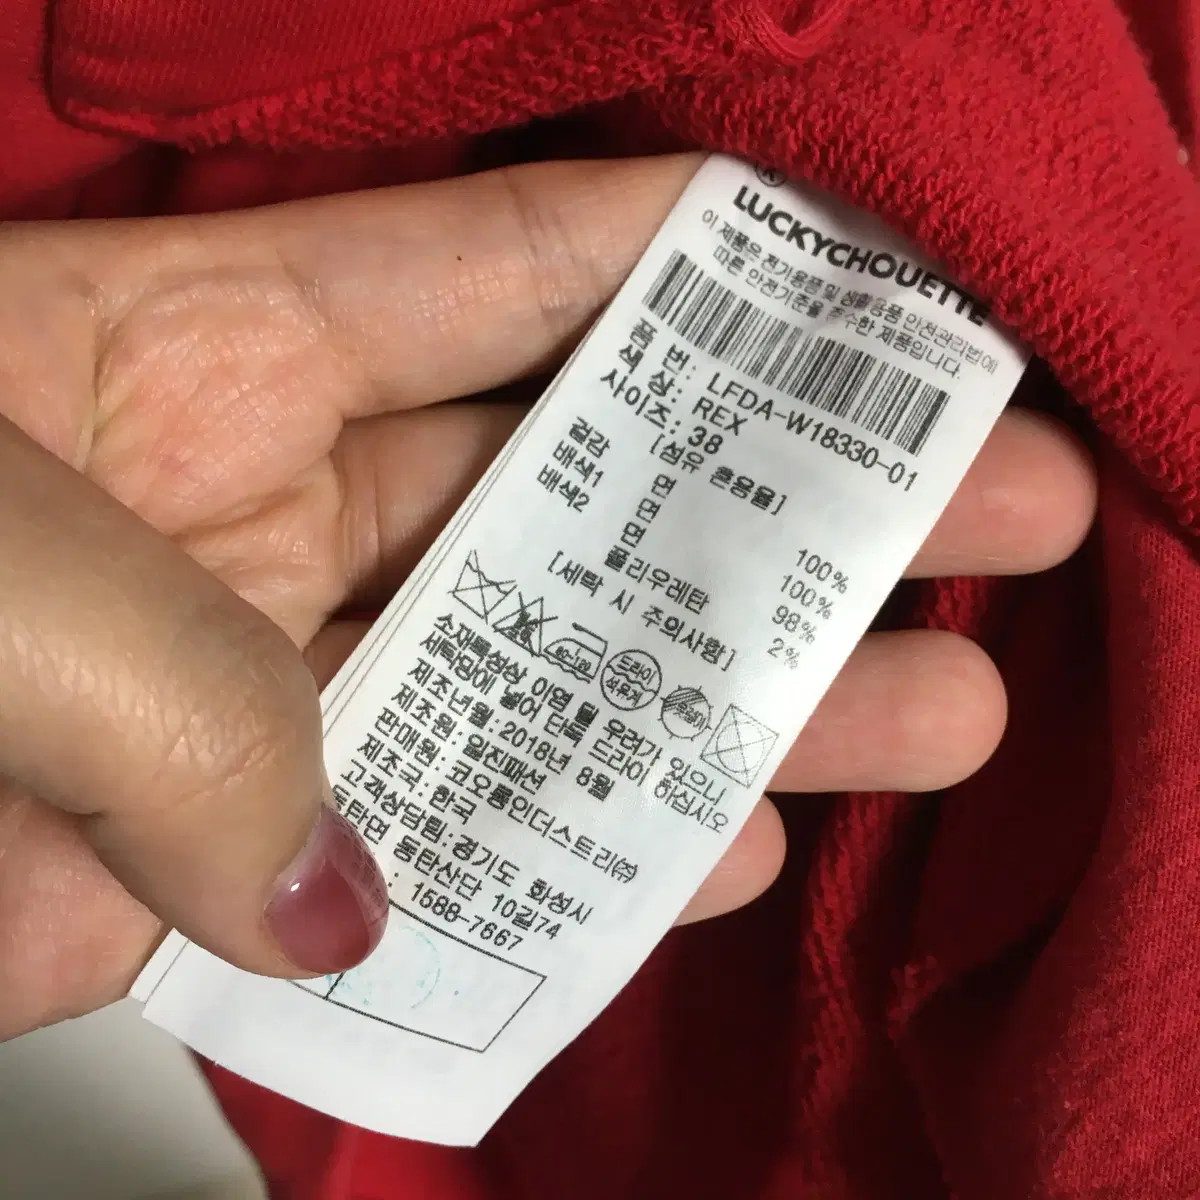 LUCKYCHOUETTE
이 제품은 전기용품 및 생활용품 안전관리법에
따른 안전기준을 준수한 제품입니다.
품 번: LFDA-W18330-01
색 상: REX
사이즈: 38
[섬유 혼용율]
겉감 면 100%
배색1 면 100%
배색2 면 98%
폴리우레탄 2%
[세탁 시 주의사항]
80-120
드라이
석유계
소재특성상 이염 될 우려가 있으니
세탁망에 넣어 단독 드라이 하십시오
제조년월: 2018년 8월
제조원: 일진패션
판매원: 코오롱인더스트리㈜
제조국: 한국
고객상담팀: 경기도 화성시
동탄면 동탄산단 10길74
: 1588-7667